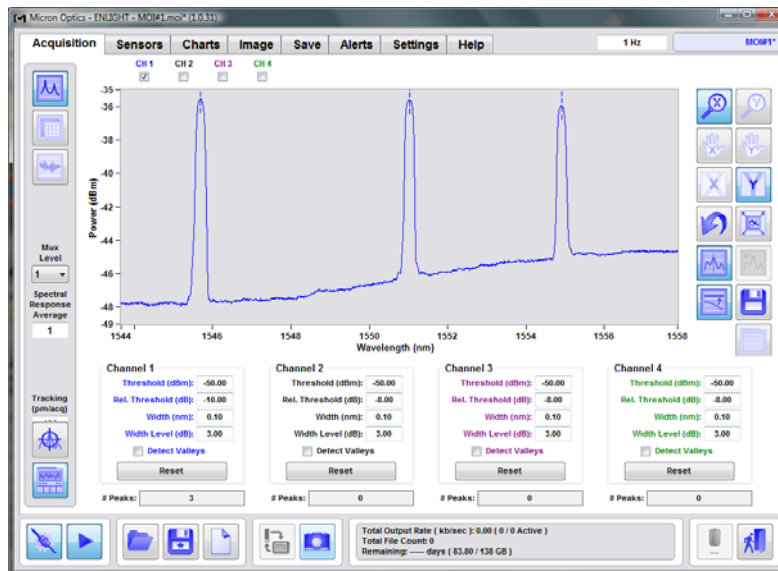 Micron Optics - ENLIGHT - MOI#1.moi* (1.0.31)
Acquisition Sensors Charts Image Save Alerts Settings Help 1 Hz MOI#1*
CH 1 CH 2 CH 3 CH 4
-35
-36
-38
-40
-42
-44
-46
-48
-49
Power (dBm)
1544 1546 1548 1550 1552 1554 1556 1558
Wavelength (nm)
X Y
X Y
X Y
Mux
Level
1
Spectral
Response
Average
1
Tracking
(pm/acq)
Channel 1
Threshold (dBm): -50.00
Rel. Threshold (dB): -10.00
Width (nm): 0.10
Width Level (dB): 3.00
Detect Valleys
Reset
# Peaks: 3
Channel 2
Threshold (dBm): -50.00
Rel. Threshold (dB): -8.00
Width (nm): 0.10
Width Level (dB): 3.00
Detect Valleys
Reset
# Peaks: 0
Channel 3
Threshold (dBm): -50.00
Rel. Threshold (dB): -8.00
Width (nm): 0.10
Width Level (dB): 3.00
Detect Valleys
Reset
# Peaks: 0
Channel 4
Threshold (dBm): -50.00
Rel. Threshold (dB): -8.00
Width (nm): 0.10
Width Level (dB): 3.00
Detect Valleys
Reset
# Peaks: 0
Total Output Rate ( kb/sec ): 0.00 ( 0 / 0 Active )
Total File Count: 0
Remaining: ---- days ( 83.80 / 138 GB )